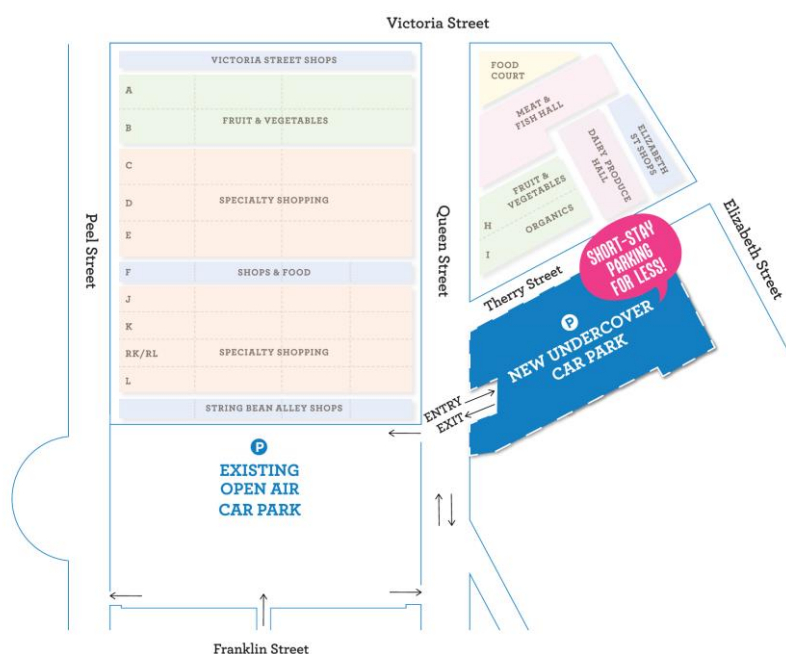 Victoria Street
VICTORIA STREET SHOPS
A
B
FRUIT & VEGETABLES
C
D
SPECIALTY SHOPPING
E
F
SHOPS & FOOD
J
K
RK/RL
SPECIALTY SHOPPING
L
STRING BEAN ALLEY SHOPS
Peel Street
Queen Street
FOOD
COURT
MEAT &
FISH HALL
DAIRY PRODUCE
HALL
ELIZABETH
ST SHOPS
FRUIT &
VEGETABLES
H
ORGANICS
I
Therry Street
Elizabeth Street
SHORT-STAY
PARKING
FOR LESS!
P
NEW UNDERCOVER
CAR PARK
ENTRY
EXIT
P
EXISTING
OPEN AIR
CAR PARK
Franklin Street